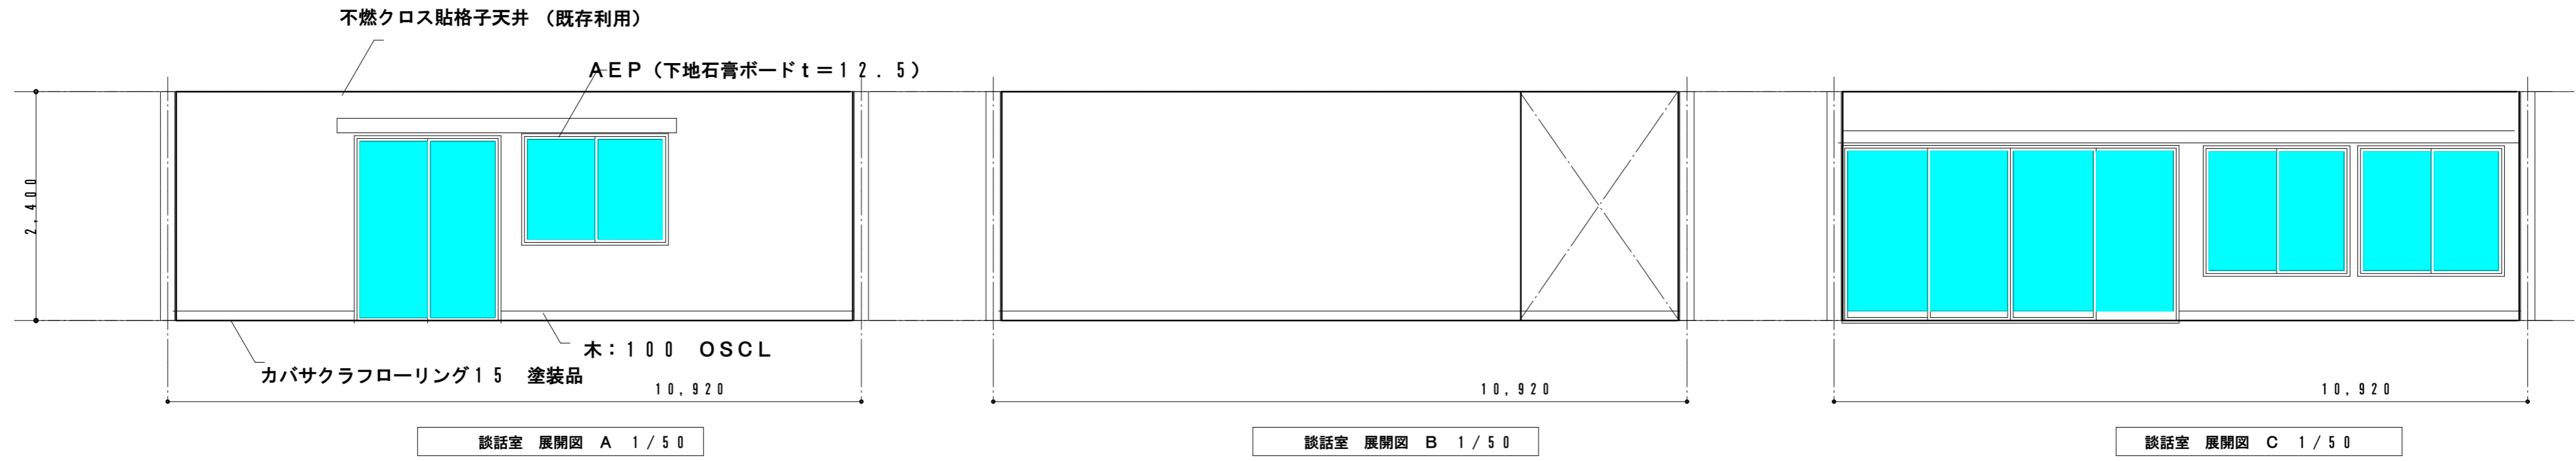 不燃クロス貼格子天井 （既存利用）
ＡＥＰ（下地石膏ボードｔ＝１２．５）
2,400
木：１００　ＯＳＣＬ
カバサクラフローリング１５　塗装品
10,920
10,920
10,920
談話室　展開図　Ａ　１/５０
談話室　展開図　Ｂ　１/５０
談話室　展開図　Ｃ　１/５０